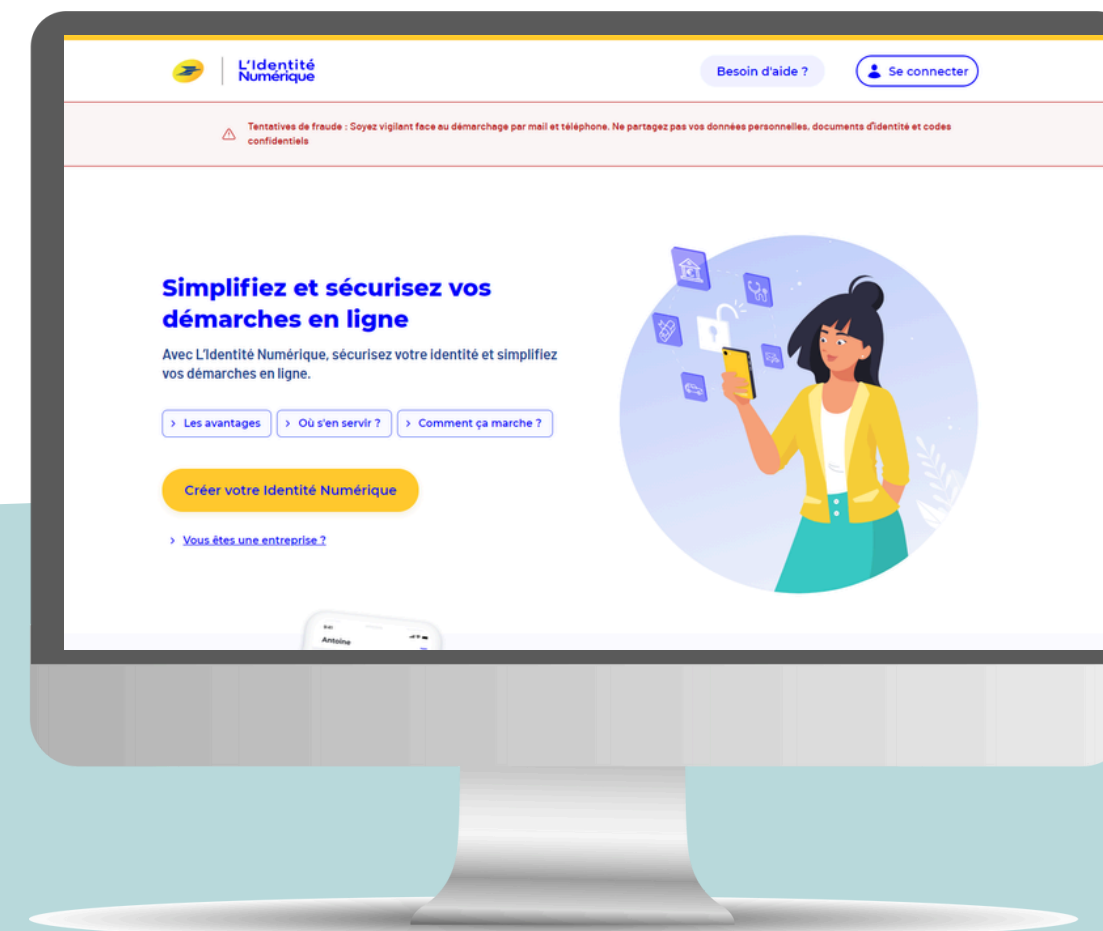 L'Identité
Numérique
Besoin d'aide ?
Se connecter
Tentatives de fraude : Soyez vigilant face au démarchage par mail et téléphone. Ne partagez pas vos données personnelles, documents d'identité et codes
confidentiels
Simplifiez et sécurisez vos
démarches en ligne
Avec L'Identité Numérique, sécurisez votre identité et simplifiez
vos démarches en ligne.
> Les avantages
> Où s'en servir ?
> Comment ça marche ?
Créer votre Identité Numérique
> Vous êtes une entreprise ?
9:41
Antoine